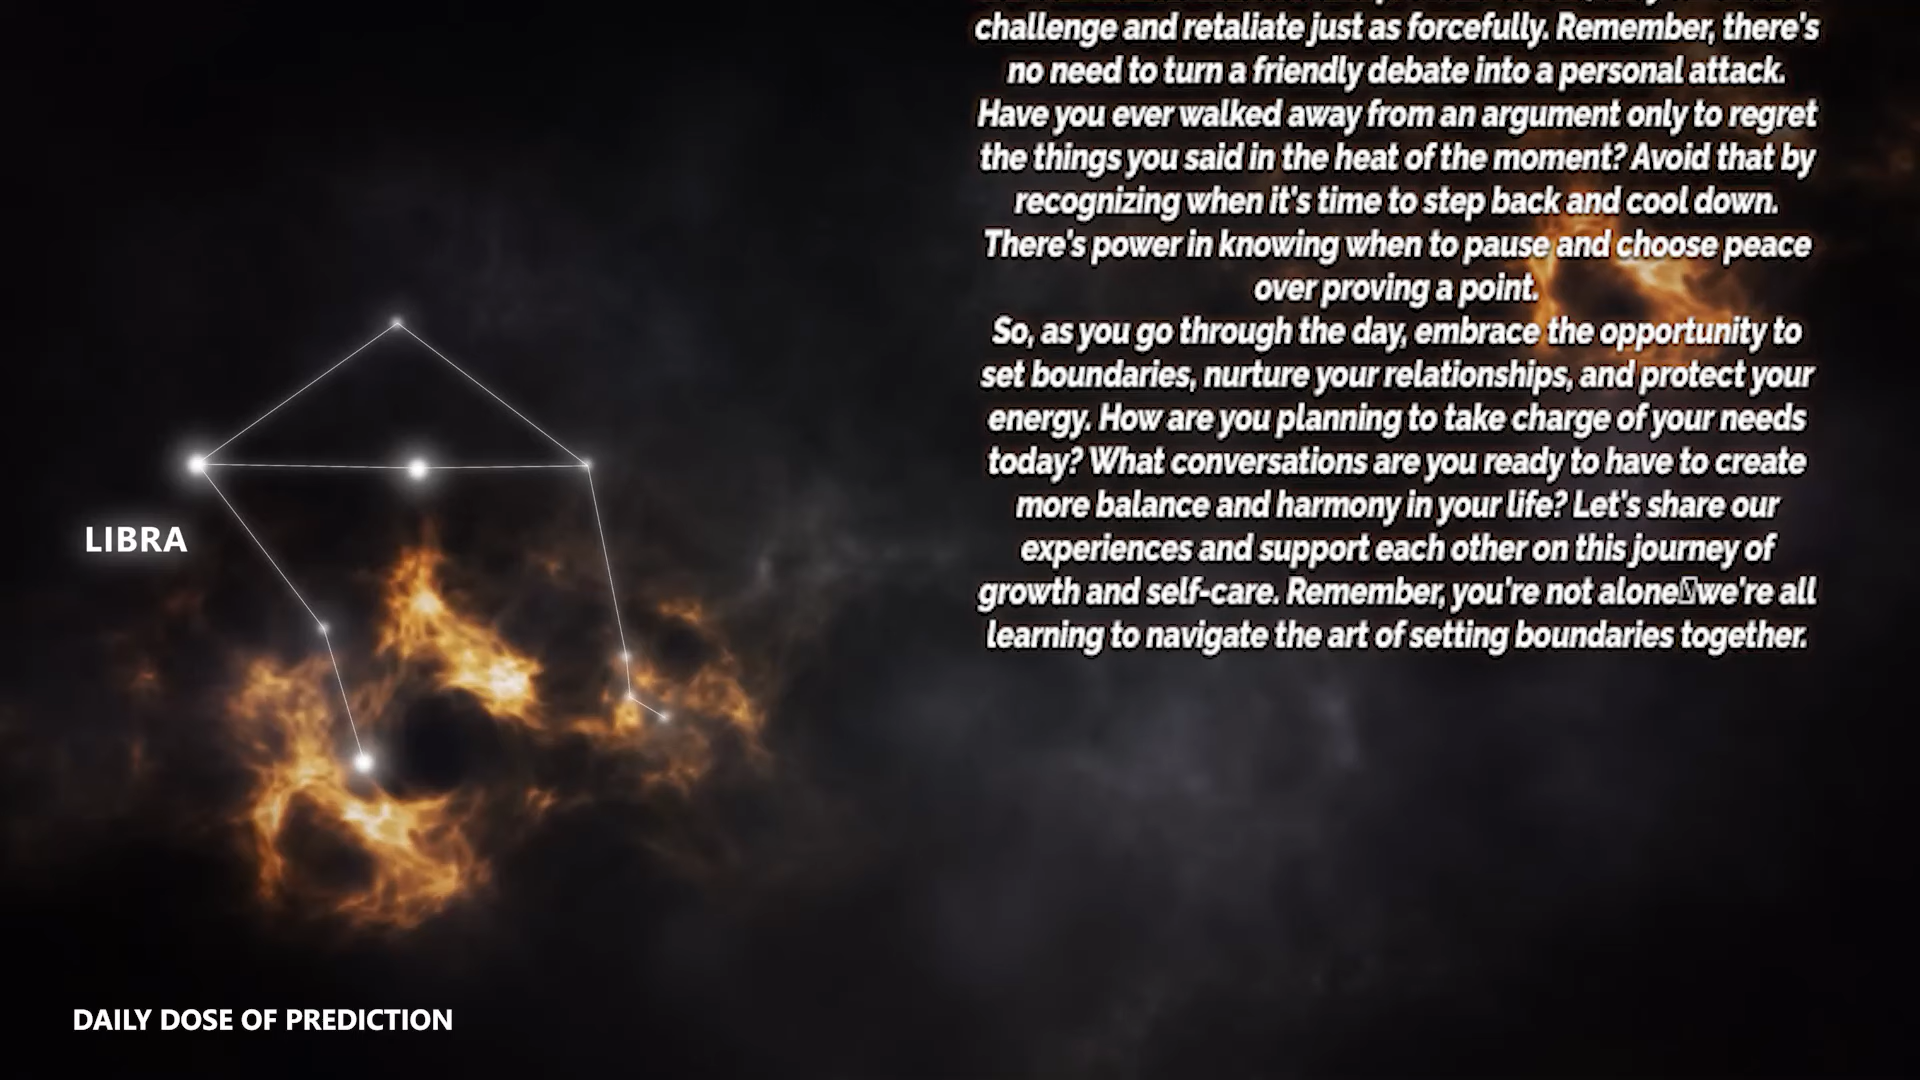 challenge and retaliate just as forcefully. Remember, there's
no need to turn a friendly debate into a personal attack.
Have you ever walked away from an argument only to regret
the things you said in the heat of the moment? Avoid that by
recognizing when it's time to step back and cool down.
There's power in knowing when to pause and choose peace
over proving a point.
So, as you go through the day, embrace the opportunity to
set boundaries, nurture your relationships, and protect your
energy. How are you planning to take charge of your needs
today? What conversations are you ready to have to create
more balance and harmony in your life? Let's share our
experiences and support each other on this journey of
growth and self-care. Remember, you're not alone we're all
learning to navigate the art of setting boundaries together.
LIBRA
DAILY DOSE OF PREDICTION